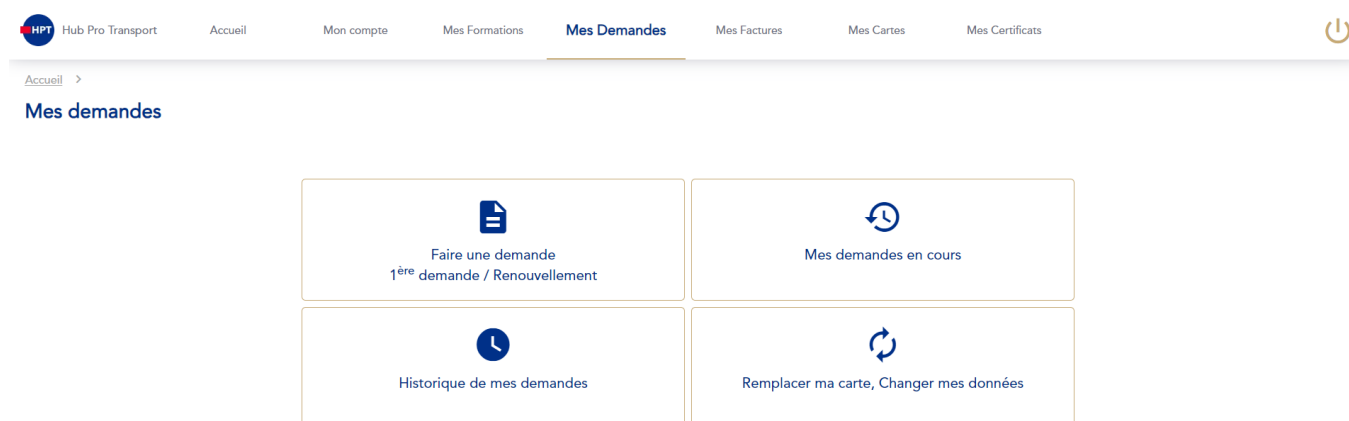 HPT Hub Pro Transport Accueil Mon compte Mes Formations Mes Demandes Mes Factures Mes Cartes Mes Certificats
Accueil >
Mes demandes
Faire une demande
1ère demande / Renouvellement
Mes demandes en cours
Historique de mes demandes
Remplacer ma carte, Changer mes données